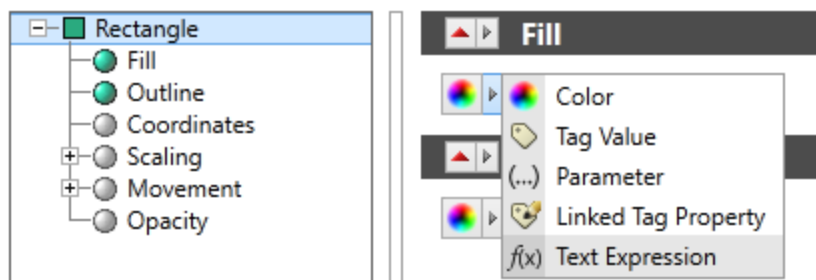 Rectangle
Fill
Outline
Coordinates
Scaling
Movement
Opacity
Fill
Color
Tag Value
(...) Parameter
Linked Tag Property
f(x) Text Expression